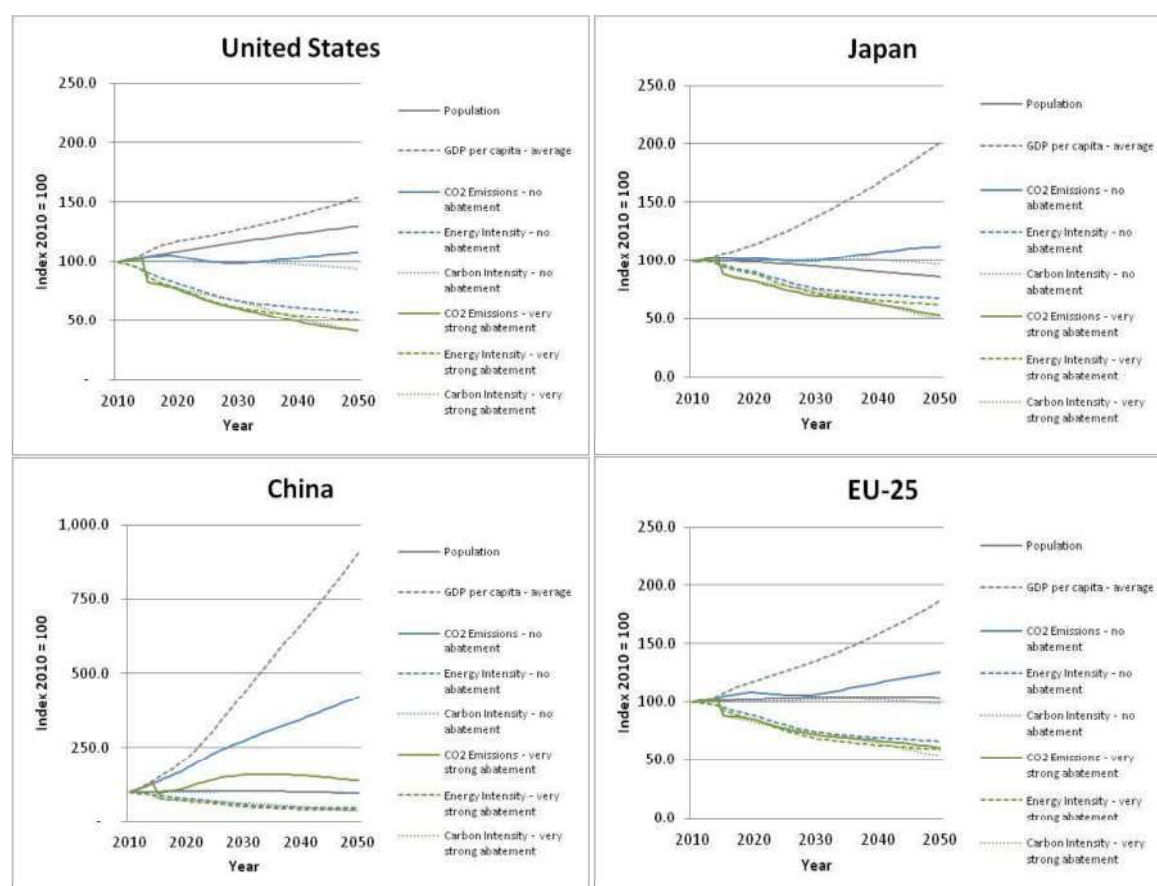 United States
250.0
200.0
150.0
100.0
50.0
-
Index 2010 = 100
2010 2020 2030 2040 2050
Year
Population
GDP per capita - average
CO2 Emissions - no
abatement
Energy Intensity - no
abatement
Carbon Intensity - no
abatement
CO2 Emissions - very
strong abatement
Energy Intensity - very
strong abatement
Carbon Intensity - very
strong abatement
Japan
250.0
200.0
150.0
100.0
50.0
0.0
Index 2010 = 100
2010 2020 2030 2040 2050
Year
Population
GDP per capita - average
CO2 Emissions - no
abatement
Energy Intensity - no
abatement
Carbon Intensity - no
abatement
CO2 Emissions - very
strong abatement
Energy Intensity - very
strong abatement
Carbon Intensity - very
strong abatement
China
1,000.0
750.0
500.0
250.0
-
Index 2010 = 100
2010 2020 2030 2040 2050
Year
Population
GDP per capita - average
CO2 Emissions - no
abatement
Energy Intensity - no
abatement
Carbon Intensity - no
abatement
CO2 Emissions - very
strong abatement
Energy Intensity - very
strong abatement
Carbon Intensity - very
strong abatement
EU-25
250.0
200.0
150.0
100.0
50.0
0.0
Index 2010 = 100
2010 2020 2030 2040 2050
Year
Population
GDP per capita - average
CO2 Emissions - no
abatement
Energy Intensity - no
abatement
Carbon Intensity - no
abatement
CO2 Emissions - very
strong abatement
Energy Intensity - very
strong abatement
Carbon Intensity - very
strong abatement